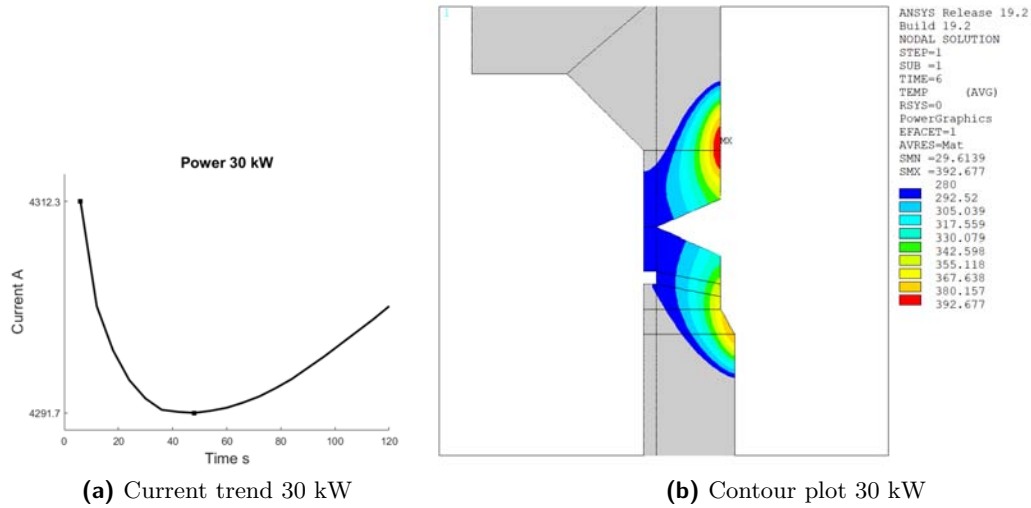 Power 30 kW
4312.3
4291.7
Current A
0 20 40 60 80 100 120
Time s
(a) Current trend 30 kW
1
MX
ANSYS Release 19.2
Build 19.2
NODAL SOLUTION
STEP=1
SUB =1
TIME=6
TEMP (AVG)
RSYS=0
PowerGraphics
EFACET=1
AVRES=Mat
SMN =29.6139
SMX =392.677
280
292.52
305.039
317.559
330.079
342.598
355.118
367.638
380.157
392.677
(b) Contour plot 30 kW